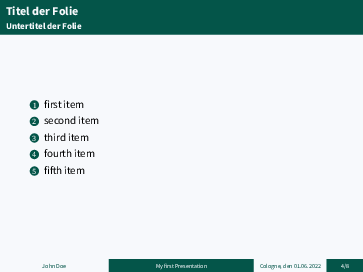 Titel der Folie
Untertitel der Folie
1 first item
2 second item
3 third item
4 fourth item
5 fifth item
John Doe My first Presentation Cologne, den 01.06.2022 4/8